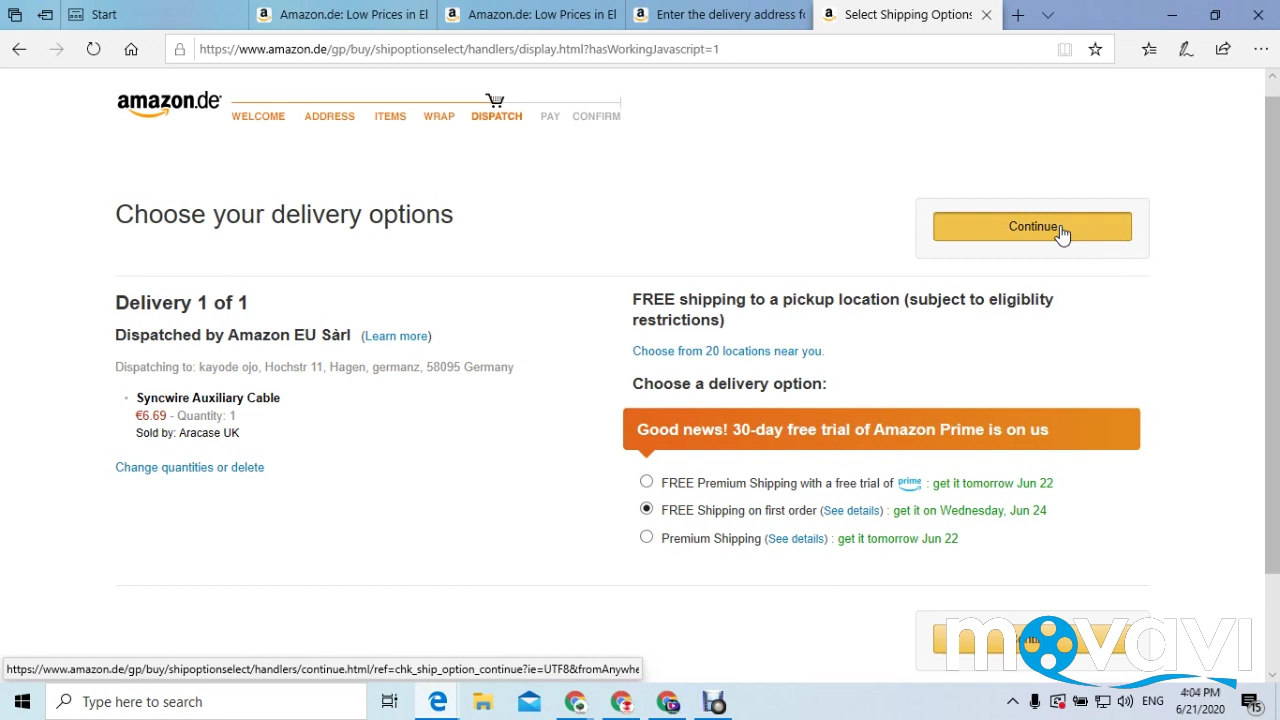 Start
Amazon.de: Low Prices in El
Amazon.de: Low Prices in El
Enter the delivery address fo
Select Shipping Options
https://www.amazon.de/gp/buy/shipoptionselect/handlers/display.html?hasWorkingJavascript=1
amazon.de
WELCOME ADDRESS ITEMS WRAP DISPATCH PAY CONFIRM
Choose your delivery options
Continue
Delivery 1 of 1
Dispatched by Amazon EU Sàrl (Learn more)
Dispatching to: kayode ojo, Hochstr 11, Hagen, germanz, 58095 Germany
Syncwire Auxiliary Cable
€6.69 - Quantity: 1
Sold by: Aracase UK
Change quantities or delete
FREE shipping to a pickup location (subject to eligiblity
restrictions)
Choose from 20 locations near you.
Choose a delivery option:
Good news! 30-day free trial of Amazon Prime is on us
FREE Premium Shipping with a free trial of prime : get it tomorrow Jun 22
FREE Shipping on first order (See details) : get it on Wednesday, Jun 24
Premium Shipping (See details) : get it tomorrow Jun 22
movavi
https://www.amazon.de/gp/buy/shipoptionselect/handlers/continue.html/ref=chk_ship_option_continue?ie=UTF8&fromAnywhe
Type here to search
ENG
4:04 PM
6/21/2020
15